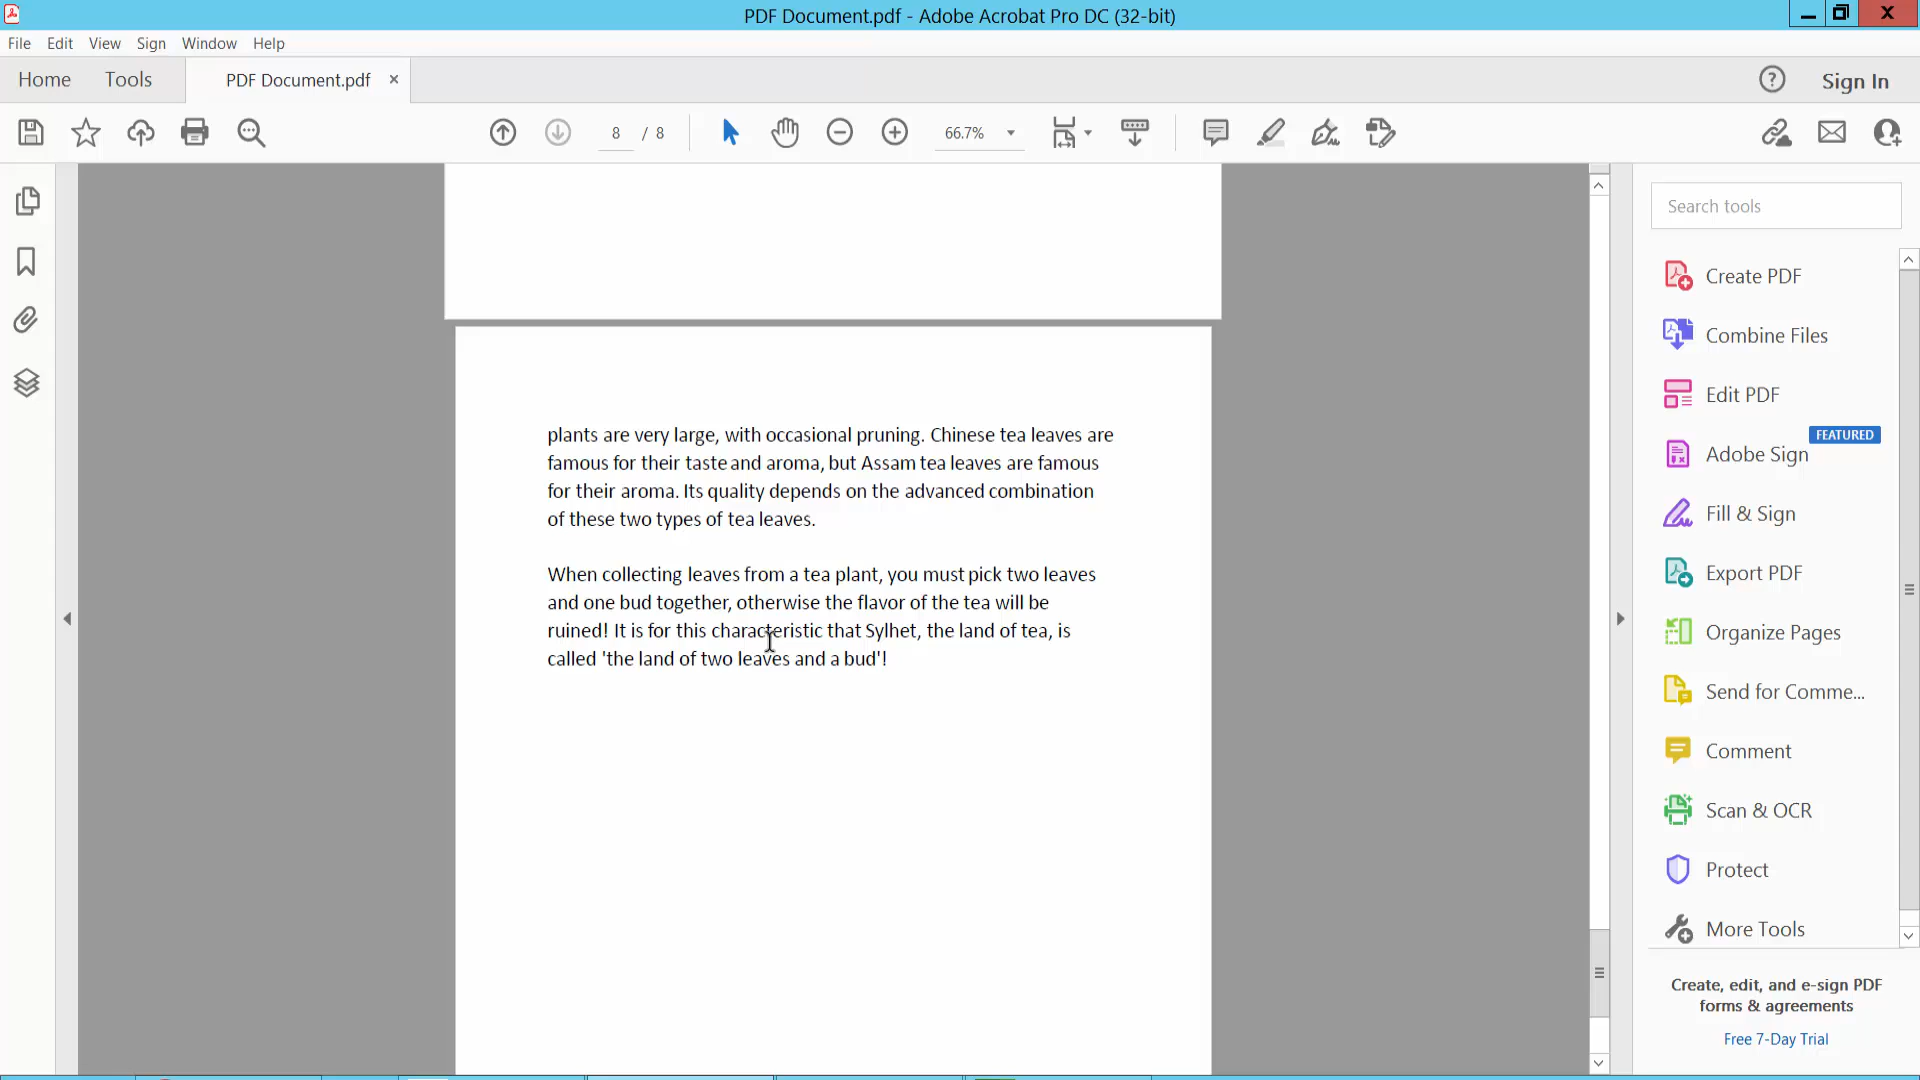 PDF Document.pdf - Adobe Acrobat Pro DC (32-bit)
File Edit View Sign Window Help
Home Tools PDF Document.pdf × Sign In
8 / 8 66.7%
Search tools
Create PDF
Combine Files
Edit PDF
FEATURED
Adobe Sign
Fill & Sign
Export PDF
Organize Pages
Send for Comme...
Comment
Scan & OCR
Protect
More Tools
Create, edit, and e-sign PDF
forms & agreements
Free 7-Day Trial
plants are very large, with occasional pruning. Chinese tea leaves are
famous for their taste and aroma, but Assam tea leaves are famous
for their aroma. Its quality depends on the advanced combination
of these two types of tea leaves.
When collecting leaves from a tea plant, you must pick two leaves
and one bud together, otherwise the flavor of the tea will be
ruined! It is for this characteristic that Sylhet, the land of tea, is
called 'the land of two leaves and a bud'!